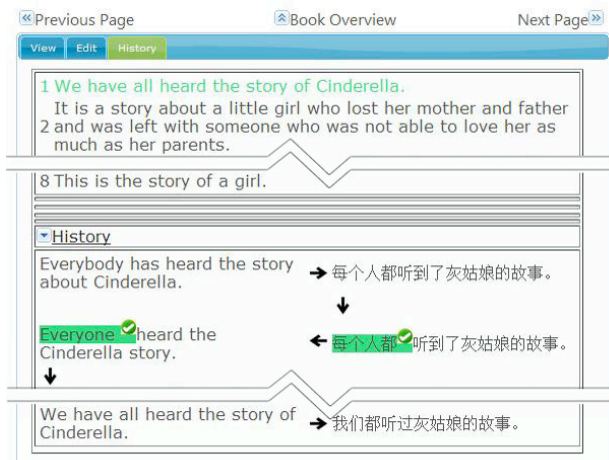 Previous Page Book Overview Next Page
View Edit History
1 We have all heard the story of Cinderella.
It is a story about a little girl who lost her mother and father
2 and was left with someone who was not able to love her as
much as her parents.
8 This is the story of a girl.
History
Everybody has heard the story
about Cinderella.
每个人都听到了灰姑娘的故事。
Everyone heard the
Cinderella story.
每个人都听到了灰姑娘的故事。
We have all heard the story of
Cinderella.
我们都听过灰姑娘的故事。